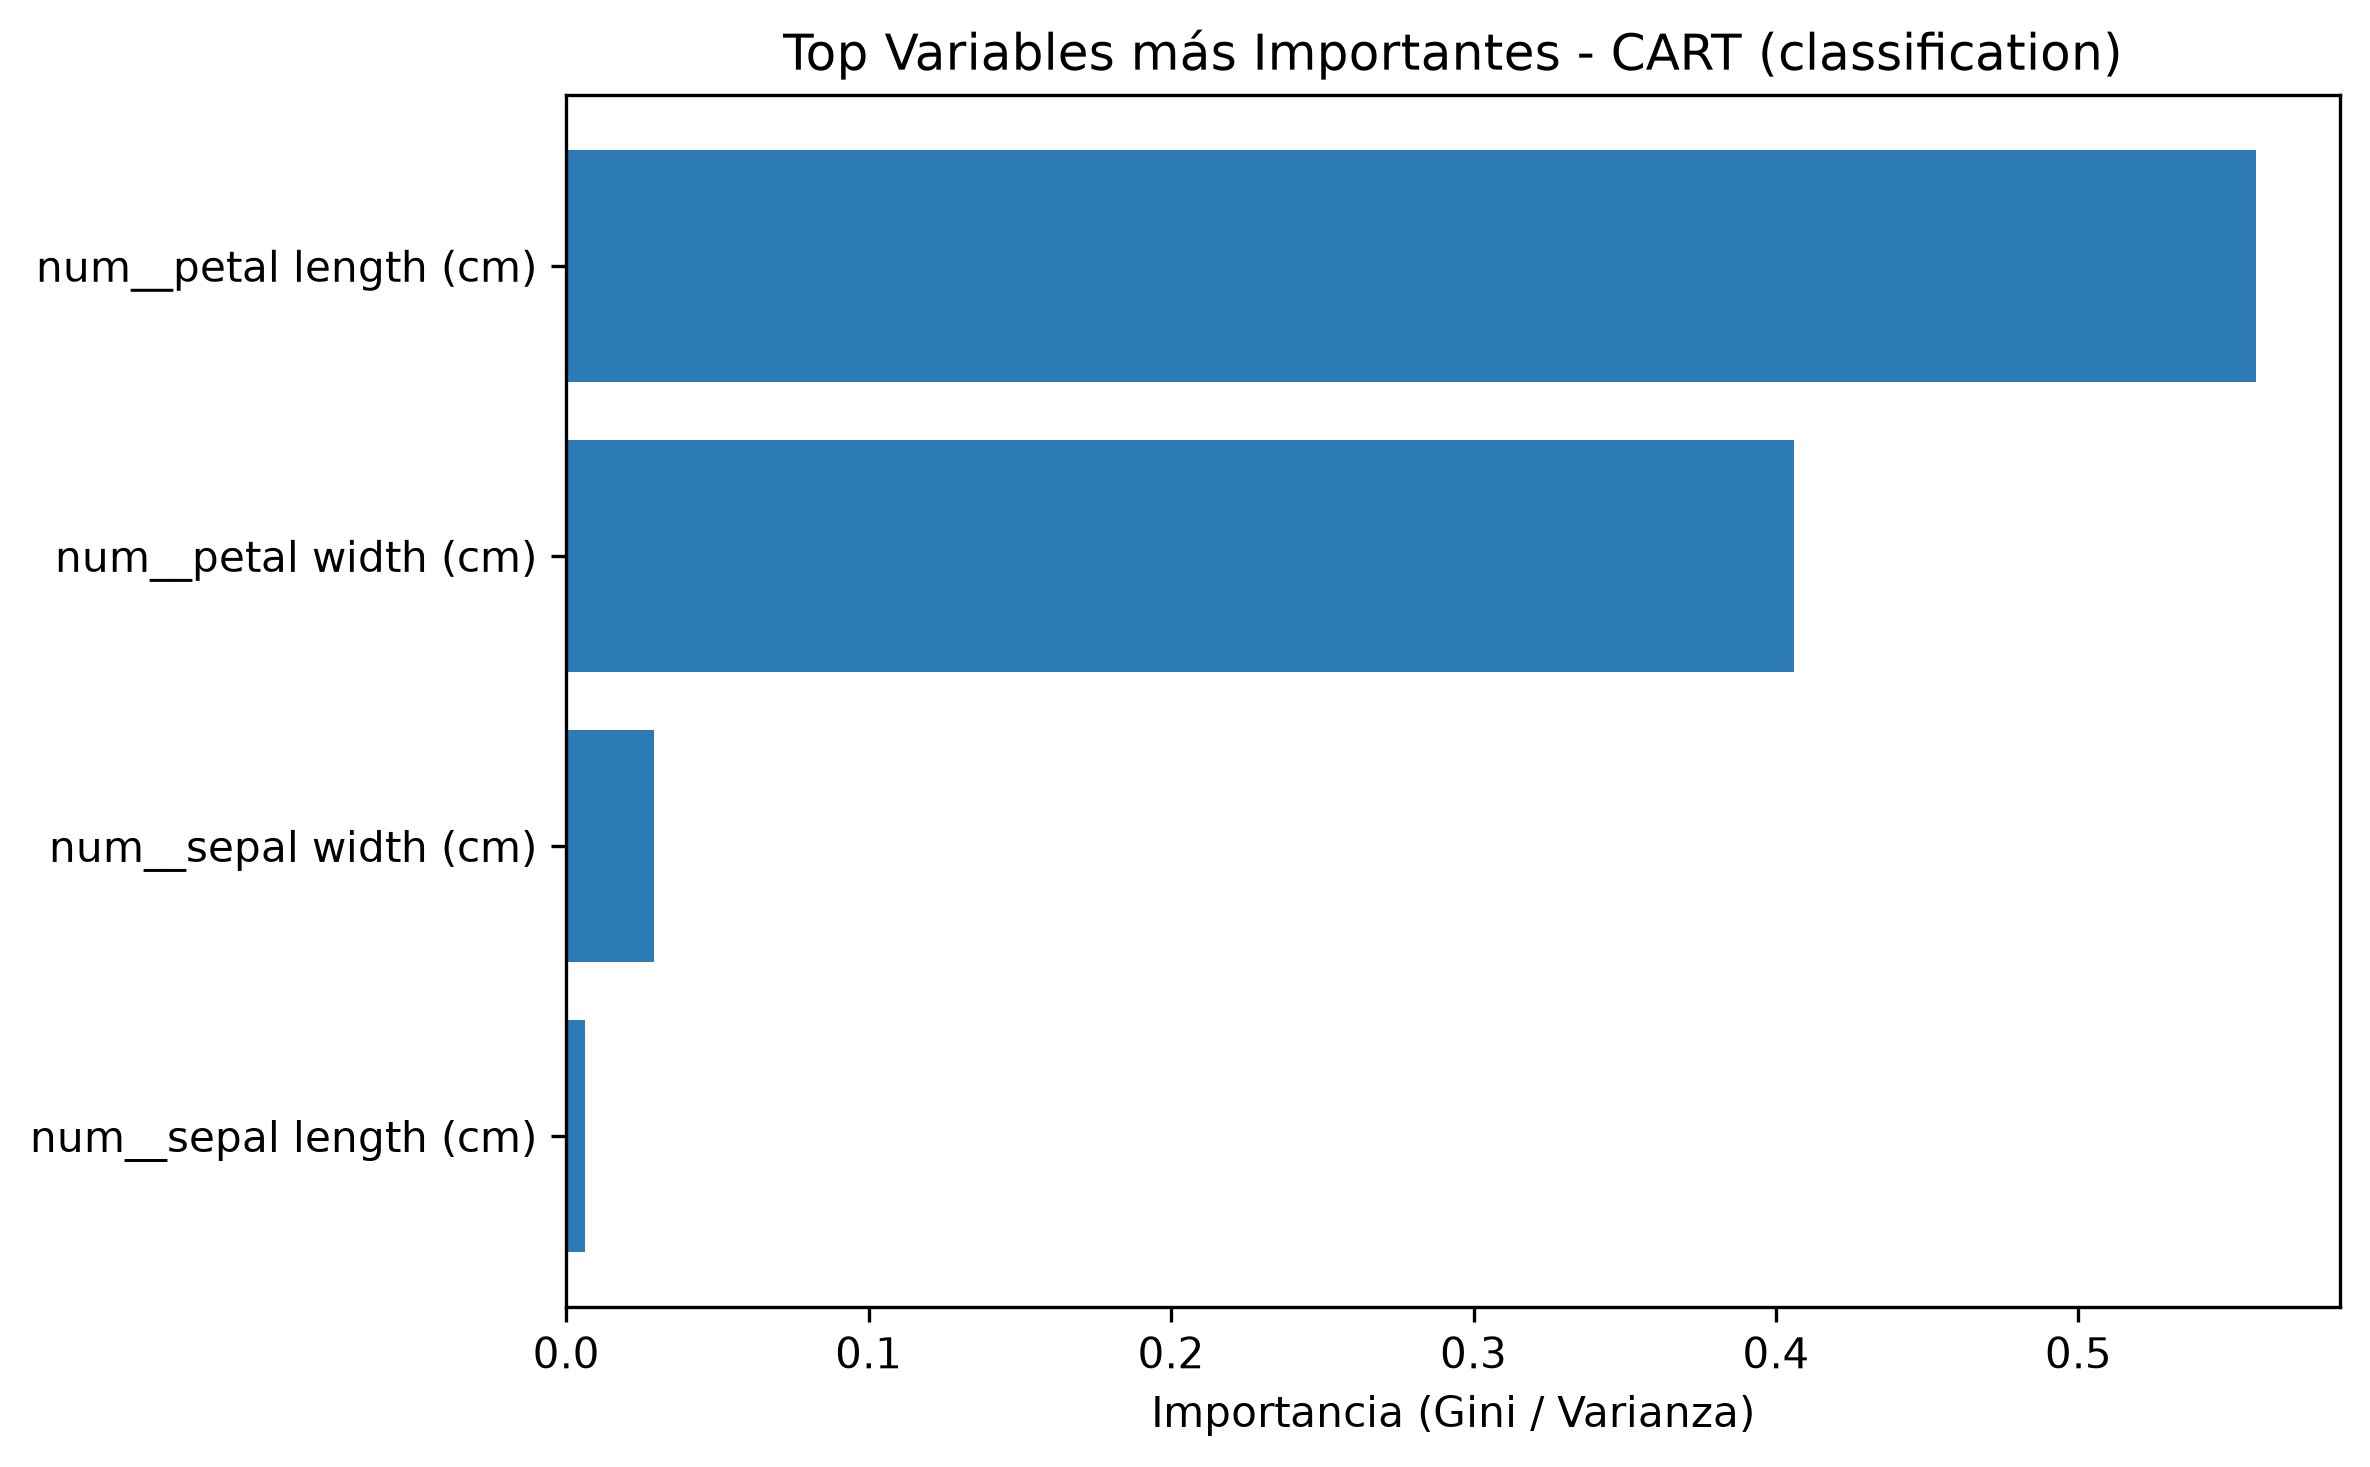 Top Variables más Importantes - CART (classification)
num__petal length (cm)
num__petal width (cm)
num__sepal width (cm)
num__sepal length (cm)
0.0 0.1 0.2 0.3 0.4 0.5
Importancia (Gini / Varianza)